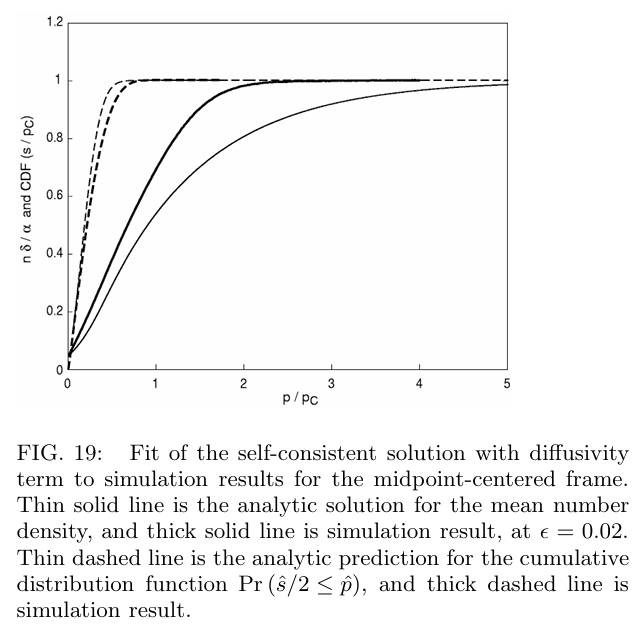 1.2
1
0.8
0.6
0.4
0.2
0
n δ / α and CDF (s / pC)
0 1 2 3 4 5
p / pC
FIG. 19: Fit of the self-consistent solution with diffusivity
term to simulation results for the midpoint-centered frame.
Thin solid line is the analytic solution for the mean number
density, and thick solid line is simulation result, at ϵ = 0.02.
Thin dashed line is the analytic prediction for the cumulative
distribution function Pr (ŝ/2 ≤ p̂), and thick dashed line is
simulation result.